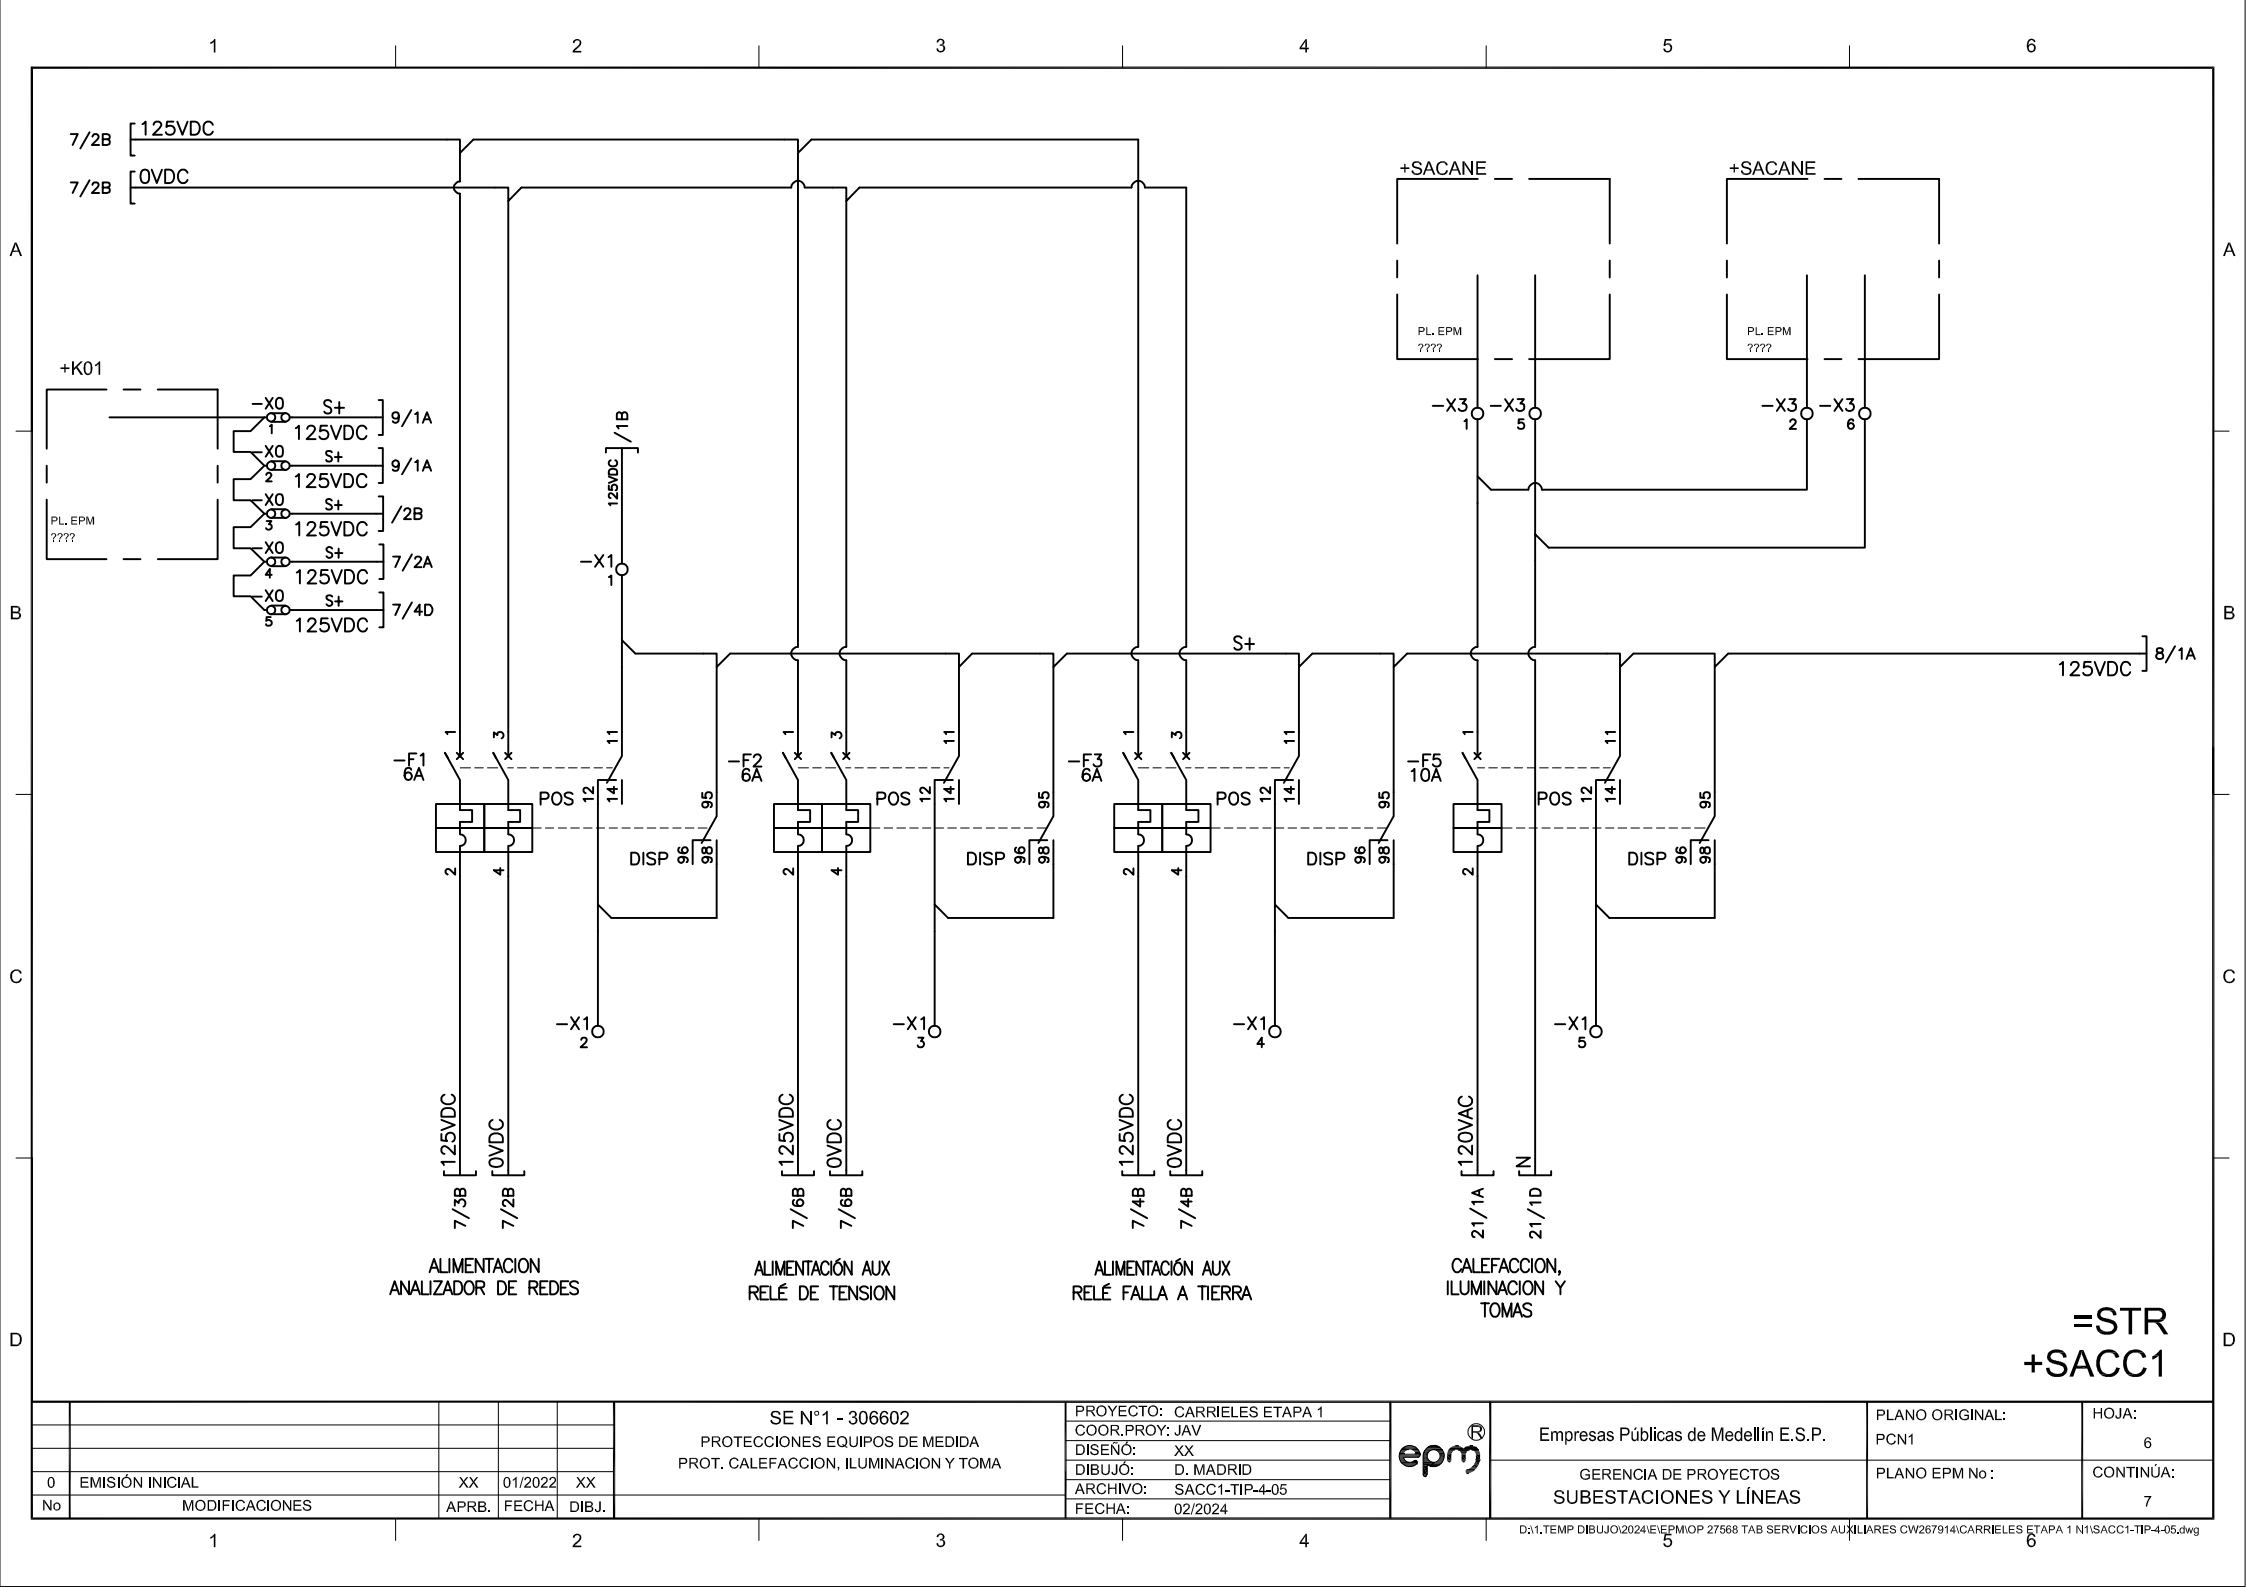 1 2 3 4 5 6
7/2B 125VDC
7/2B 0VDC
+SACANE +SACANE
A A
PL. EPM PL. EPM
???? ????
+K01
-X0 S+ 9/1A
1 125VDC
-X0 S+ 9/1A
2 125VDC
-X0 S+ /2B
3 125VDC
-X0 S+ 7/2A
4 125VDC
-X0 S+ 7/4D
5 125VDC
PL. EPM
????
/1B
125VDC
-X1
1
-X3 -X3 -X3 -X3
1 5 2 6
B B
S+
8/1A
125VDC
1 3 11 1 3 11 1 3 11 1 11
-F1 -F2 -F3 -F5
6A 6A 6A 10A
POS 12 14 95 POS 12 14 95 POS 12 14 95 POS 12 14 95
DISP 96 98 DISP 96 98 DISP 96 98 DISP 96 98
2 4 2 4 2 4 2
C C
-X1 -X1 -X1 -X1
2 3 4 5
125VDC 0VDC 125VDC 0VDC 125VDC 0VDC 120VAC N
7/3B 7/2B 7/6B 7/6B 7/4B 7/4B 21/1A 21/1D
ALIMENTACION
ANALIZADOR DE REDES
ALIMENTACIÓN AUX
RELÉ DE TENSION
ALIMENTACIÓN AUX
RELÉ FALLA A TIERRA
CALEFACCION,
ILUMINACION Y
TOMAS
D D
=STR
+SACC1
0 EMISIÓN INICIAL XX 01/2022 XX
No MODIFICACIONES APRB. FECHA DIBJ.
SE N°1 - 306602
PROTECCIONES EQUIPOS DE MEDIDA
PROT. CALEFACCION, ILUMINACION Y TOMA
PROYECTO: CARRIELES ETAPA 1
COOR.PROY: JAV
DISEÑÓ: XX
DIBUJÓ: D. MADRID
ARCHIVO: SACC1-TIP-4-05
FECHA: 02/2024
epm®
Empresas Públicas de Medellín E.S.P.
GERENCIA DE PROYECTOS
SUBESTACIONES Y LÍNEAS
PLANO ORIGINAL:
PCN1
PLANO EPM No :
HOJA:
6
CONTINÚA:
7
D:\1.TEMP DIBUJO\2024\E\EPM\OP 27568 TAB SERVICIOS AUXILIARES CW267914\CARRIELES ETAPA 1 N1\SACC1-TIP-4-05.dwg
1 2 3 4 5 6